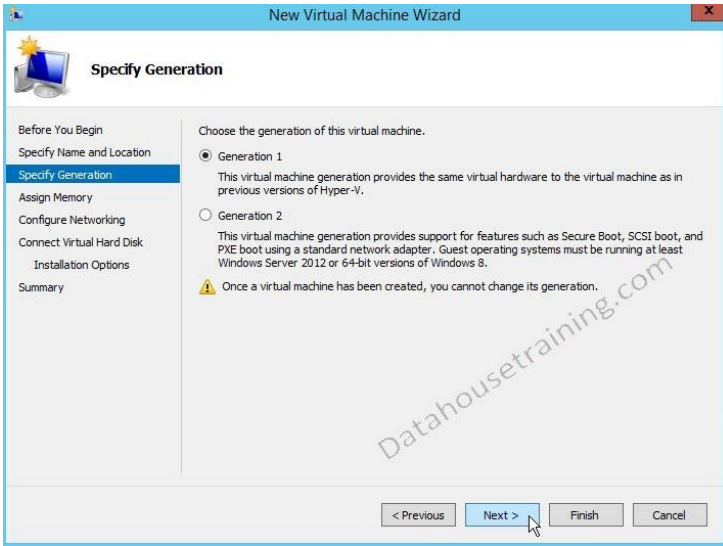 New Virtual Machine Wizard
x
Specify Generation
Before You Begin
Specify Name and Location
Specify Generation
Assign Memory
Configure Networking
Connect Virtual Hard Disk
Installation Options
Summary
Choose the generation of this virtual machine.
Generation 1
This virtual machine generation provides the same virtual hardware to the virtual machine as in
previous versions of Hyper-V.
Generation 2
This virtual machine generation provides support for features such as Secure Boot, SCSI boot, and
PXE boot using a standard network adapter. Guest operating systems must be running at least
Windows Server 2012 or 64-bit versions of Windows 8.
Once a virtual machine has been created, you cannot change its generation.
Datahousetraining.com
< Previous
Next >
Finish
Cancel